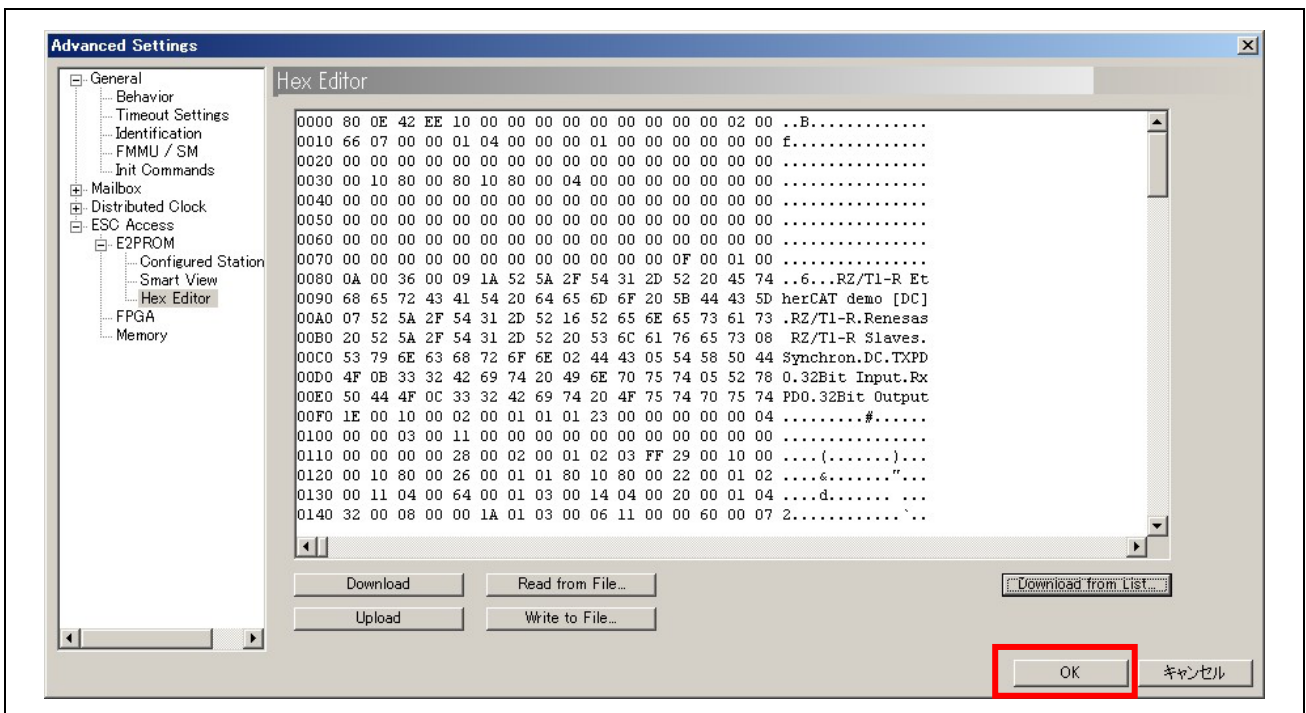 Advanced Settings
General
Behavior
Timeout Settings
Identification
FMMU / SM
Init Commands
Mailbox
Distributed Clock
ESC Access
E2PROM
Configured Station
Smart View
Hex Editor
FPGA
Memory
Hex Editor
0000 80 0E 42 EE 10 00 00 00 00 00 00 00 00 00 02 00 ..B.............
0010 66 07 00 00 01 04 00 00 00 01 00 00 00 00 00 00 f...............
0020 00 00 00 00 00 00 00 00 00 00 00 00 00 00 00 00 ................
0030 00 10 80 00 80 10 80 00 04 00 00 00 00 00 00 00 ................
0040 00 00 00 00 00 00 00 00 00 00 00 00 00 00 00 00 ................
0050 00 00 00 00 00 00 00 00 00 00 00 00 00 00 00 00 ................
0060 00 00 00 00 00 00 00 00 00 00 00 00 00 00 00 00 ................
0070 00 00 00 00 00 00 00 00 00 00 00 00 0F 00 01 00 ................
0080 0A 00 36 00 09 1A 52 5A 2F 54 31 2D 52 20 45 74 ..6...RZ/T1-R Et
0090 68 65 72 43 41 54 20 64 65 6D 6F 20 5B 44 43 5D herCAT demo [DC]
00A0 07 52 5A 2F 54 31 2D 52 16 52 65 6E 65 73 61 73 .RZ/T1-R.Renesas
00B0 20 52 5A 2F 54 31 2D 52 20 53 6C 61 76 65 73 08 RZ/T1-R Slaves.
00C0 53 79 6E 63 68 72 6F 6E 02 44 43 05 54 58 50 44 Synchron.DC.TXPD
00D0 4F 0B 33 32 42 69 74 20 49 6E 70 75 74 05 52 78 O.32Bit Input.Rx
00E0 50 44 4F 0C 33 32 42 69 74 20 4F 75 74 70 75 74 PDO.32Bit Output
00F0 1E 00 10 00 02 00 01 01 01 23 00 00 00 00 00 04 .........#......
0100 00 00 03 00 11 00 00 00 00 00 00 00 00 00 00 00 ................
0110 00 00 00 00 28 00 02 00 01 02 03 FF 29 00 10 00 ....(.......)...
0120 00 10 80 00 26 00 01 01 80 10 80 00 22 00 01 02 ....&.......”...
0130 00 11 04 00 64 00 01 03 00 14 04 00 20 00 01 04 ....d....... ...
0140 32 00 08 00 00 1A 01 03 00 06 11 00 00 60 00 07 2............`..
Download
Read from File...
Download from List...
Upload
Write to File...
OK
キャンセル